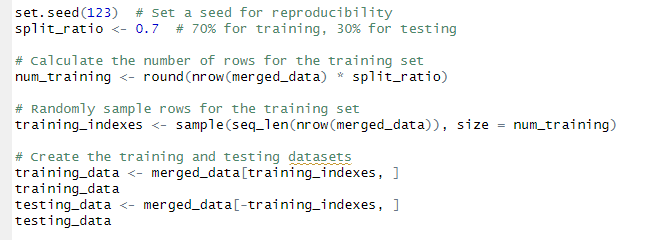 set.seed(123)  # Set a seed for reproducibility
split_ratio <- 0.7  # 70% for training, 30% for testing
# Calculate the number of rows for the training set
num_training <- round(nrow(merged_data) * split_ratio)
# Randomly sample rows for the training set
training_indexes <- sample(seq_len(nrow(merged_data)), size = num_training)
# Create the training and testing datasets
training_data <- merged_data[training_indexes, ]
training_data
testing_data <- merged_data[-training_indexes, ]
testing_data